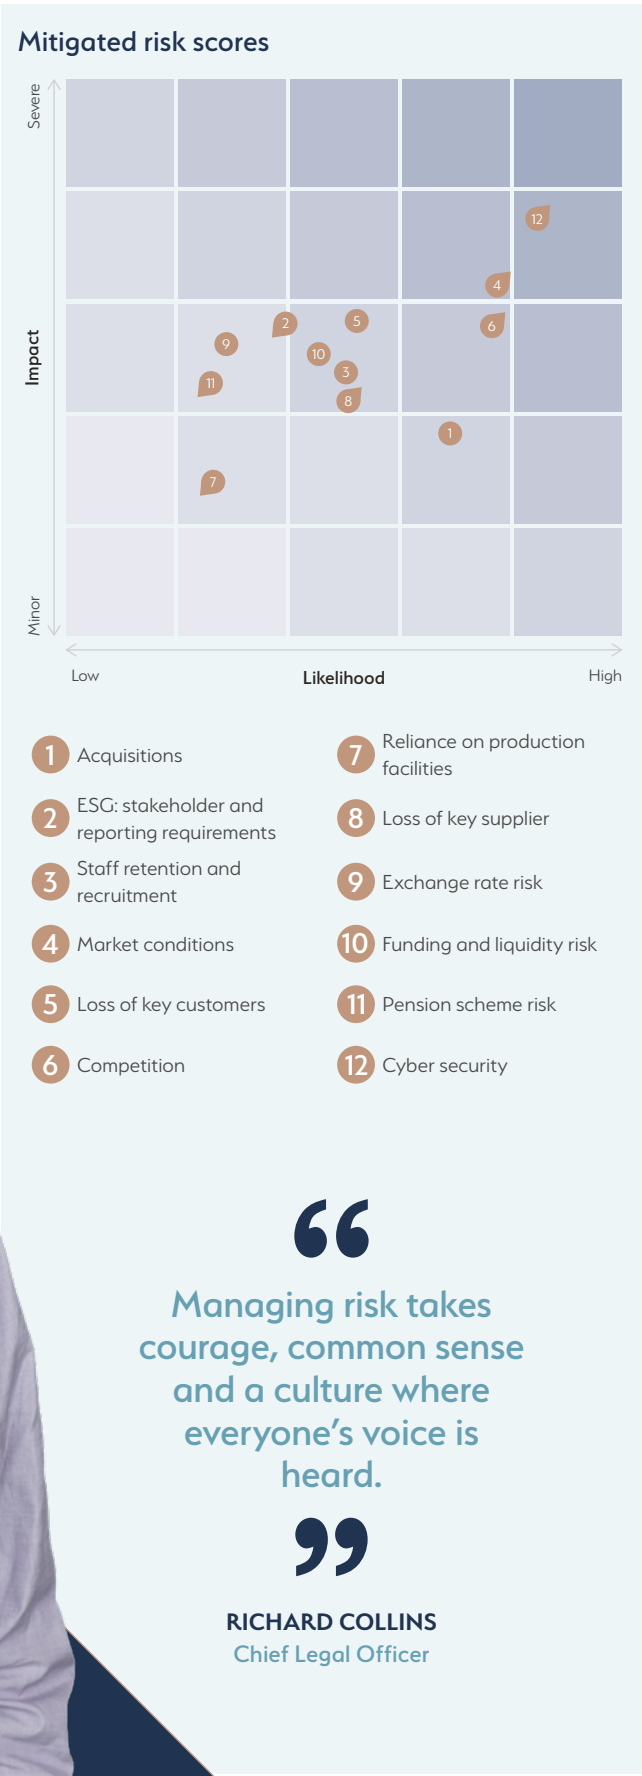 Mitigated risk scores
Severe
12
4
2
5
6
9
10
3
11
8
1
7
Impact
Minor
Low
Likelihood
High
1 Acquisitions
2 ESG: stakeholder and
reporting requirements
3 Staff retention and
recruitment
4 Market conditions
5 Loss of key customers
6 Competition
7 Reliance on production
facilities
8 Loss of key supplier
9 Exchange rate risk
10 Funding and liquidity risk
11 Pension scheme risk
12 Cyber security
“
Managing risk takes
courage, common sense
and a culture where
everyone’s voice is
heard.
”
RICHARD COLLINS
Chief Legal Officer